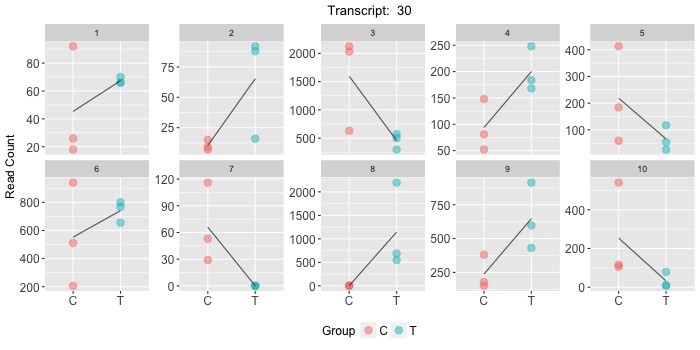 Transcript: 30
1 2 3 4 5
80 60 40 20
75 50 25
2000 1500 1000 500
250 200 150 100 50
400 300 200 100
Read Count
6 7 8 9 10
800 600 400 200
120 90 60 30 0
2000 1500 1000 500 0
750 500 250
400 200 0
C T C T C T C T C T
Group C T